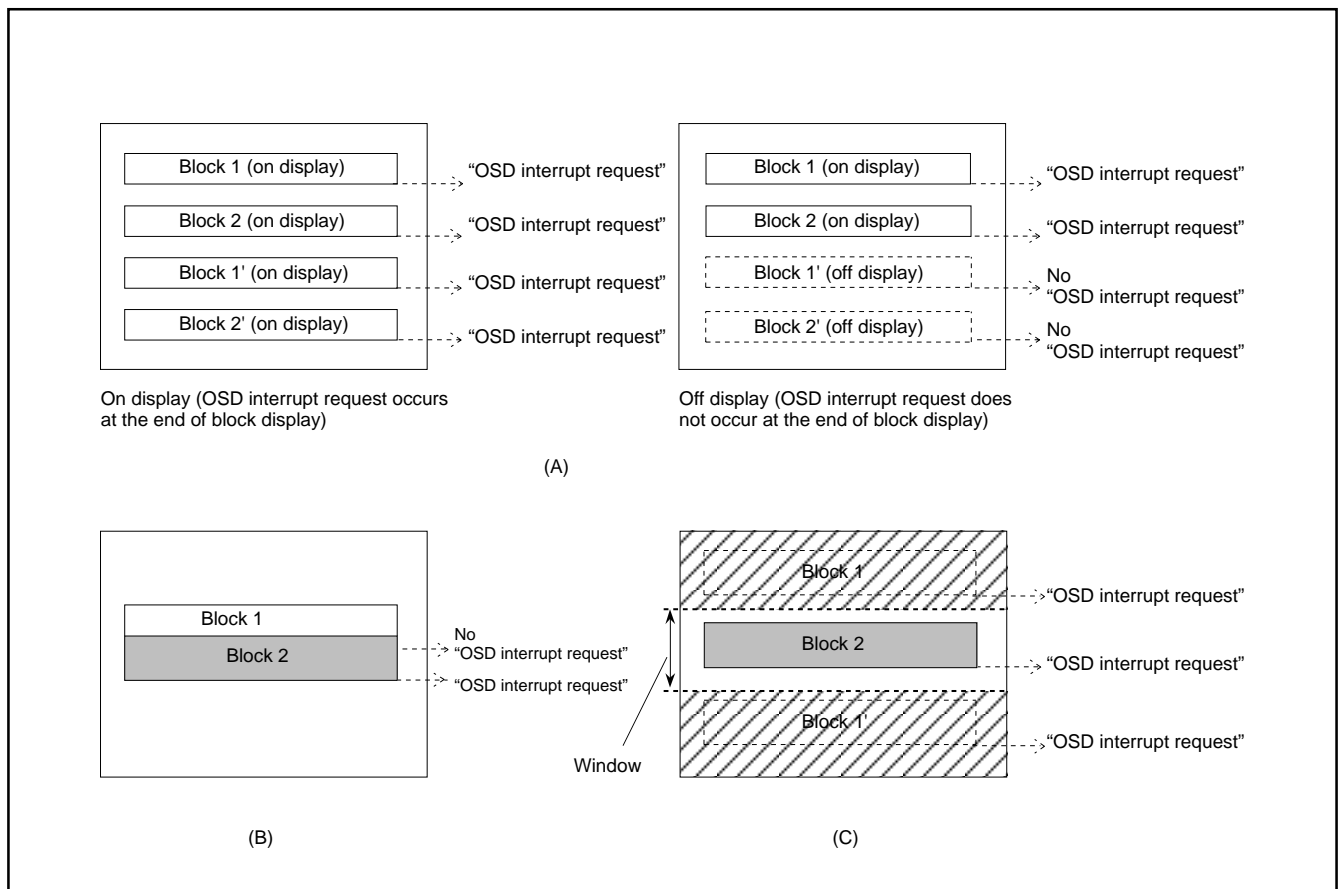 Block 1 (on display)
“OSD interrupt request”
Block 2 (on display)
“OSD interrupt request”
Block 1' (on display)
“OSD interrupt request”
Block 2' (on display)
“OSD interrupt request”
On display (OSD interrupt request occurs
at the end of block display)
Block 1 (on display)
“OSD interrupt request”
Block 2 (on display)
“OSD interrupt request”
Block 1' (off display)
No
“OSD interrupt request”
Block 2' (off display)
No
“OSD interrupt request”
Off display (OSD interrupt request does
not occur at the end of block display)
(A)
Block 1
Block 2
No
“OSD interrupt request”
“OSD interrupt request”
(B)
Block 1
“OSD interrupt request”
Block 2
“OSD interrupt request”
Block 1'
“OSD interrupt request”
Window
(C)